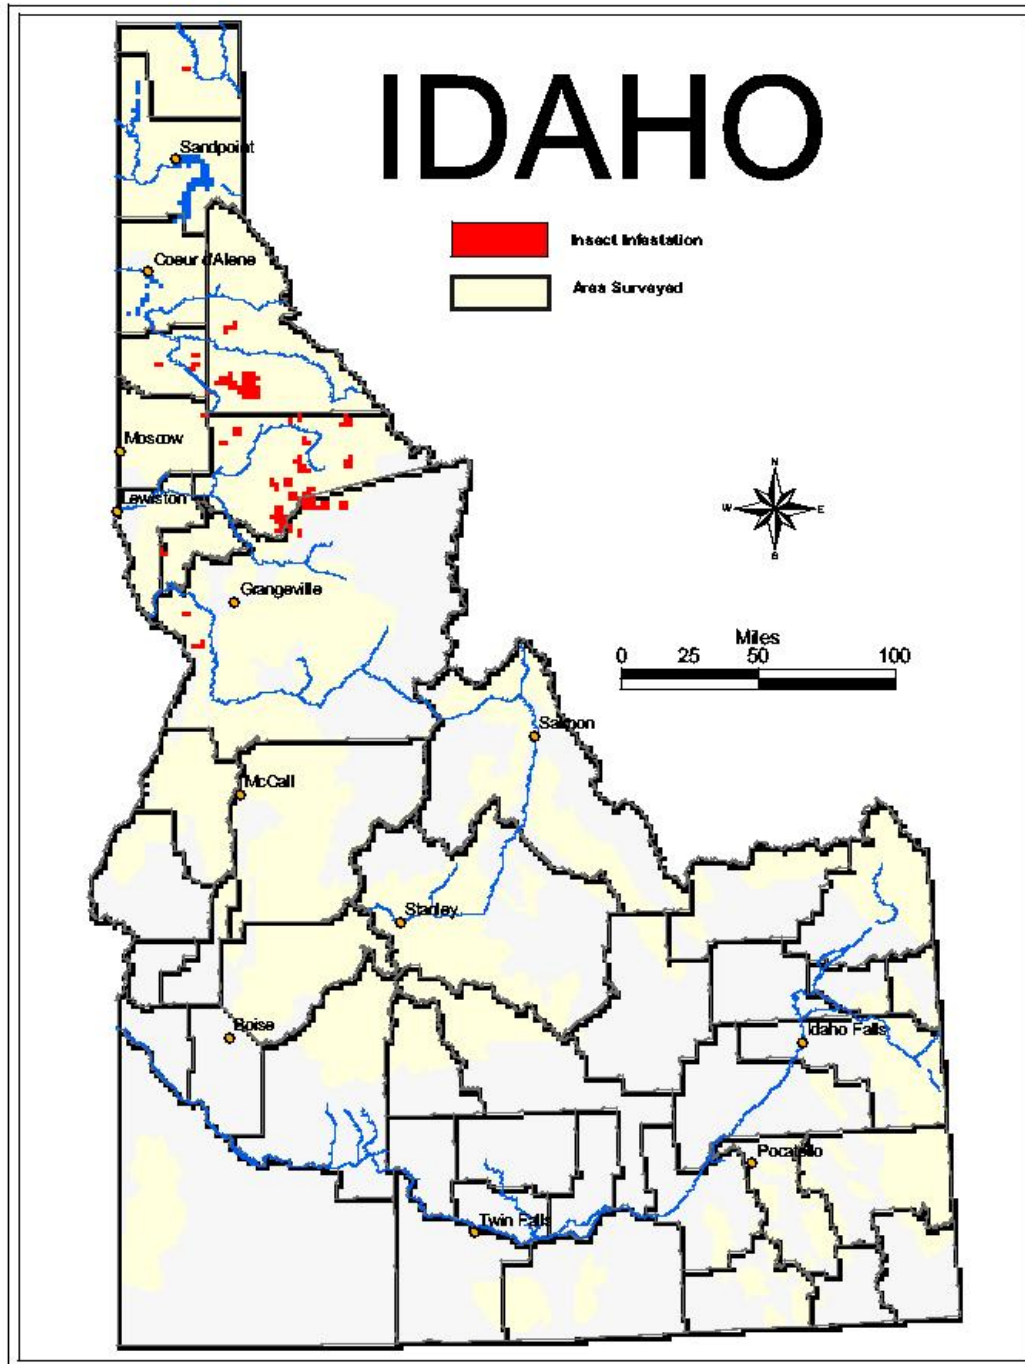 IDAHO
Sandpoint
Insect Infestation
Coeur d'Alene
Area Surveyed
Moscow
Lewiston
N
W
E
S
Grangeville
Miles
0 25 50 100
Salmon
McCall
Stanley
Boise
Idaho Falls
Pocatello
Twin Falls